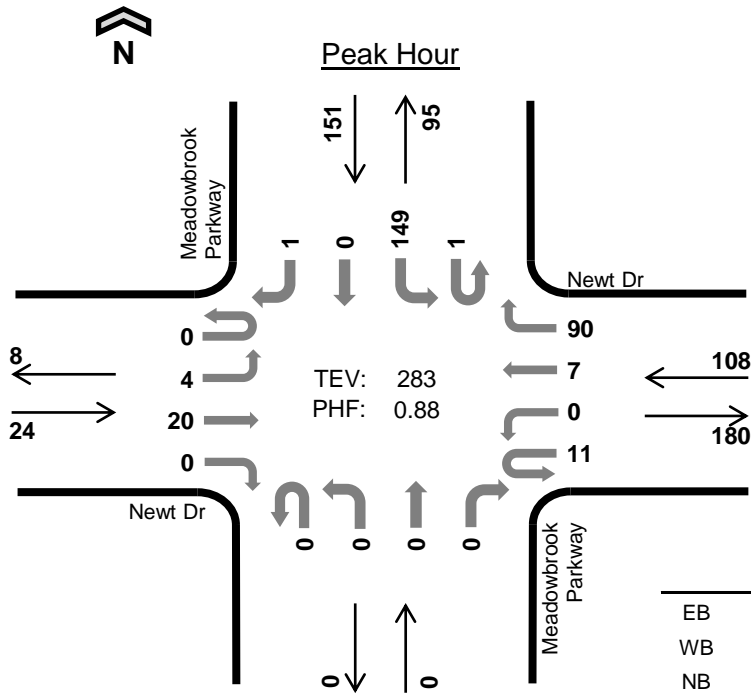 N
Peak Hour
Meadowbrook
Parkway
151
95
1
0
149
1
Newt Dr
0
90
8
4
7
108
TEV: 283
PHF: 0.88
24
20
0
180
0
11
Newt Dr
0
0
0
0
Meadowbrook
Parkway
EB
WB
NB
0
0